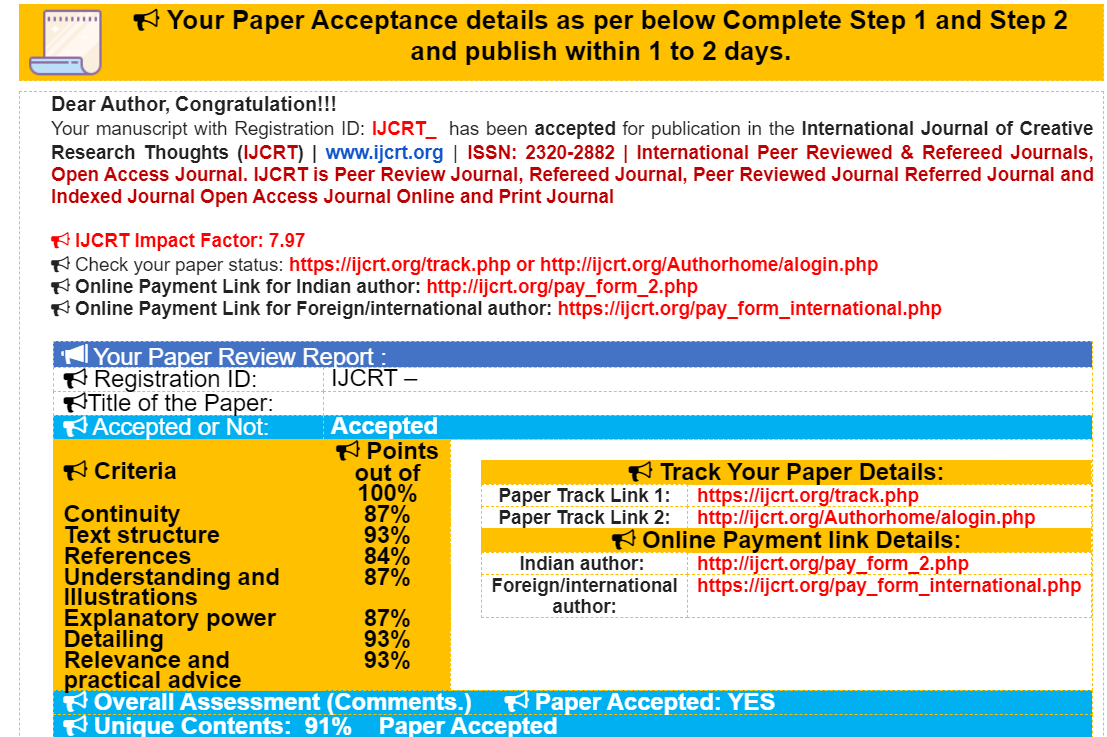 Your Paper Acceptance details as per below Complete Step 1 and Step 2
and publish within 1 to 2 days.
Dear Author, Congratulation!!!
Your manuscript with Registration ID: IJCRT_ has been accepted for publication in the International Journal of Creative
Research Thoughts (IJCRT) | www.ijcrt.org | ISSN: 2320-2882 | International Peer Reviewed & Refereed Journals,
Open Access Journal. IJCRT is Peer Review Journal, Refereed Journal, Peer Reviewed Journal Referred Journal and
Indexed Journal Open Access Journal Online and Print Journal
IJCRT Impact Factor: 7.97
Check your paper status: https://ijcrt.org/track.php or http://ijcrt.org/Authorhome/alogin.php
Online Payment Link for Indian author: http://ijcrt.org/pay_form_2.php
Online Payment Link for Foreign/international author: https://ijcrt.org/pay_form_international.php
Your Paper Review Report :
Registration ID: IJCRT –
Title of the Paper:
Accepted or Not: Accepted
Criteria
Points
out of
100%
Continuity 87%
Text structure 93%
References 84%
Understanding and 87%
Illustrations
Explanatory power 87%
Detailing 93%
Relevance and 93%
practical advice
Track Your Paper Details:
Paper Track Link 1: https://ijcrt.org/track.php
Paper Track Link 2: http://ijcrt.org/Authorhome/alogin.php
Online Payment link Details:
Indian author: http://ijcrt.org/pay_form_2.php
Foreign/international https://ijcrt.org/pay_form_international.php
author:
Overall Assessment (Comments.) Paper Accepted: YES
Unique Contents: 91% Paper Accepted